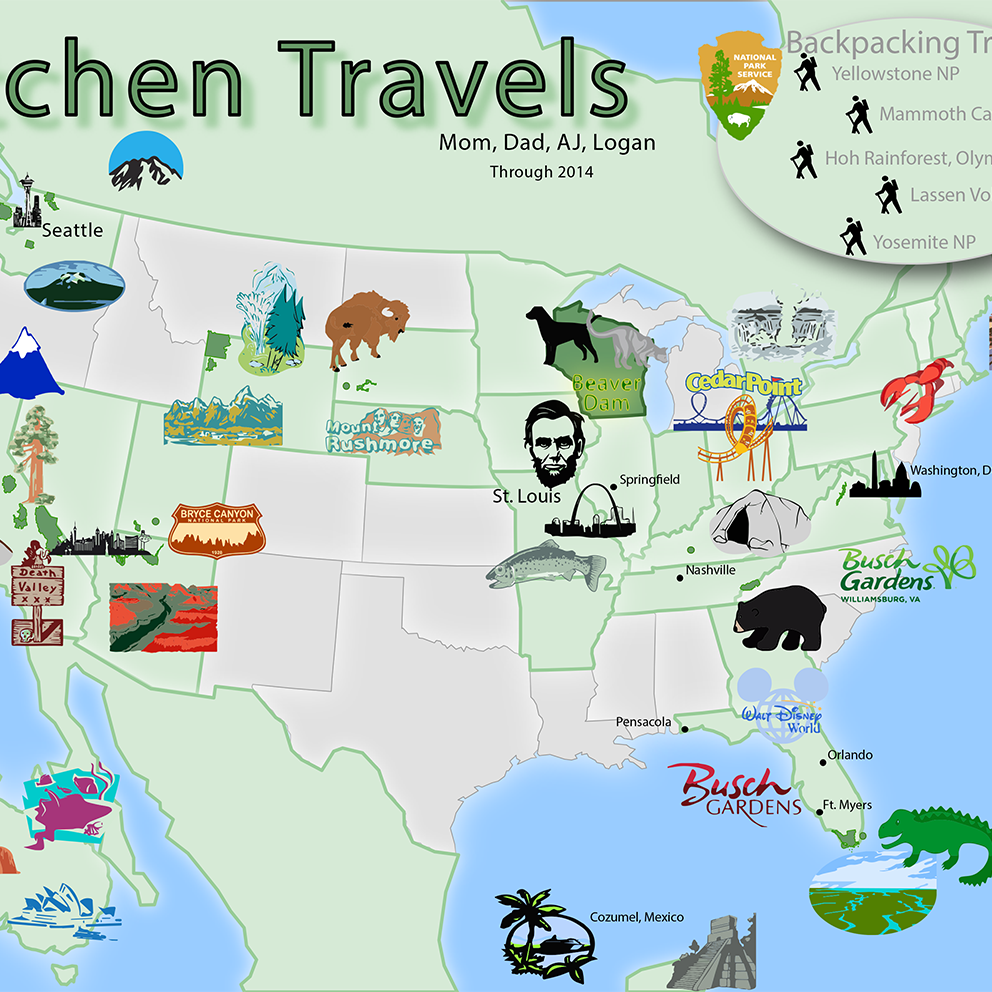 chen Travels
Mom, Dad, AJ, Logan
Through 2014
NATIONAL
PARK
SERVICE
Backpacking Tr
Yellowstone NP
Mammoth Ca
Hoh Rainforest, Olym
Lassen Vo
Yosemite NP
Seattle
Beaver
Dam
CedarPoint
Mount
Rushmore
St. Louis
Springfield
Washington, D
BRYCE CANYON
NATIONAL PARK
1928
Death
Valley
x x x
Nashville
Busch
Gardens
WILLIAMSBURG, VA
Walt Disney
World
Pensacola
Orlando
Busch
GARDENS
Ft. Myers
Cozumel, Mexico